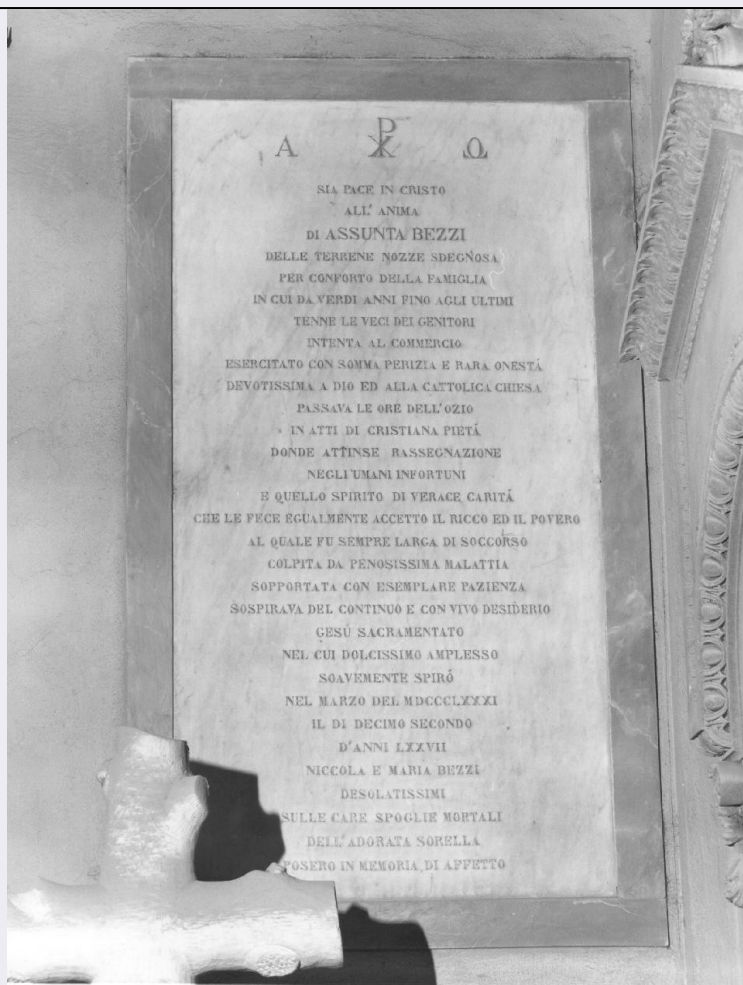 Α ☧ Ω
SIA PACE IN CRISTO
ALL' ANIMA
DI ASSUNTA BEZZI
DELLE TERRENE NOZZE SDEGNOSA
PER CONFORTO DELLA FAMIGLIA
IN CUI DA VERDI ANNI FINO AGLI ULTIMI
TENNE LE VECI DEI GENITORI
INTENTA AL COMMERCIO
ESERCITATO CON SOMMA PERIZIA E RARA ONESTÁ
DEVOTISSIMA A DIO ED ALLA CATTOLICA CHIESA
PASSAVA LE ORE DELL'OZIO
IN ATTI DI CRISTIANA PIETÁ
DONDE ATTINSE RASSEGNAZIONE
NEGLI UMANI INFORTUNI
E QUELLO SPIRITO DI VERACE CARITÁ
CHE LE FECE EGUALMENTE ACCETTO IL RICCO ED IL POVERO
AL QUALE FU SEMPRE LARGA DI SOCCORSO
COLPITA DA PENOSISSIMA MALATTIA
SOPPORTATA CON ESEMPLARE PAZIENZA
SOSPIRAVA DEL CONTINUO E CON VIVO DESIDERIO
GESÚ SACRAMENTATO
NEL CUI DOLCISSIMO AMPLESSO
SOAVEMENTE SPIRÓ
NEL MARZO DEL MDCCCLXXXI
IL DI DECIMO SECONDO
D'ANNI LXXVII
NICCOLA E MARIA BEZZI
DESOLATISSIMI
SULLE CARE SPOGLIE MORTALI
DELL'ADORATA SORELLA
POSERO IN MEMORIA DI AFFETTO